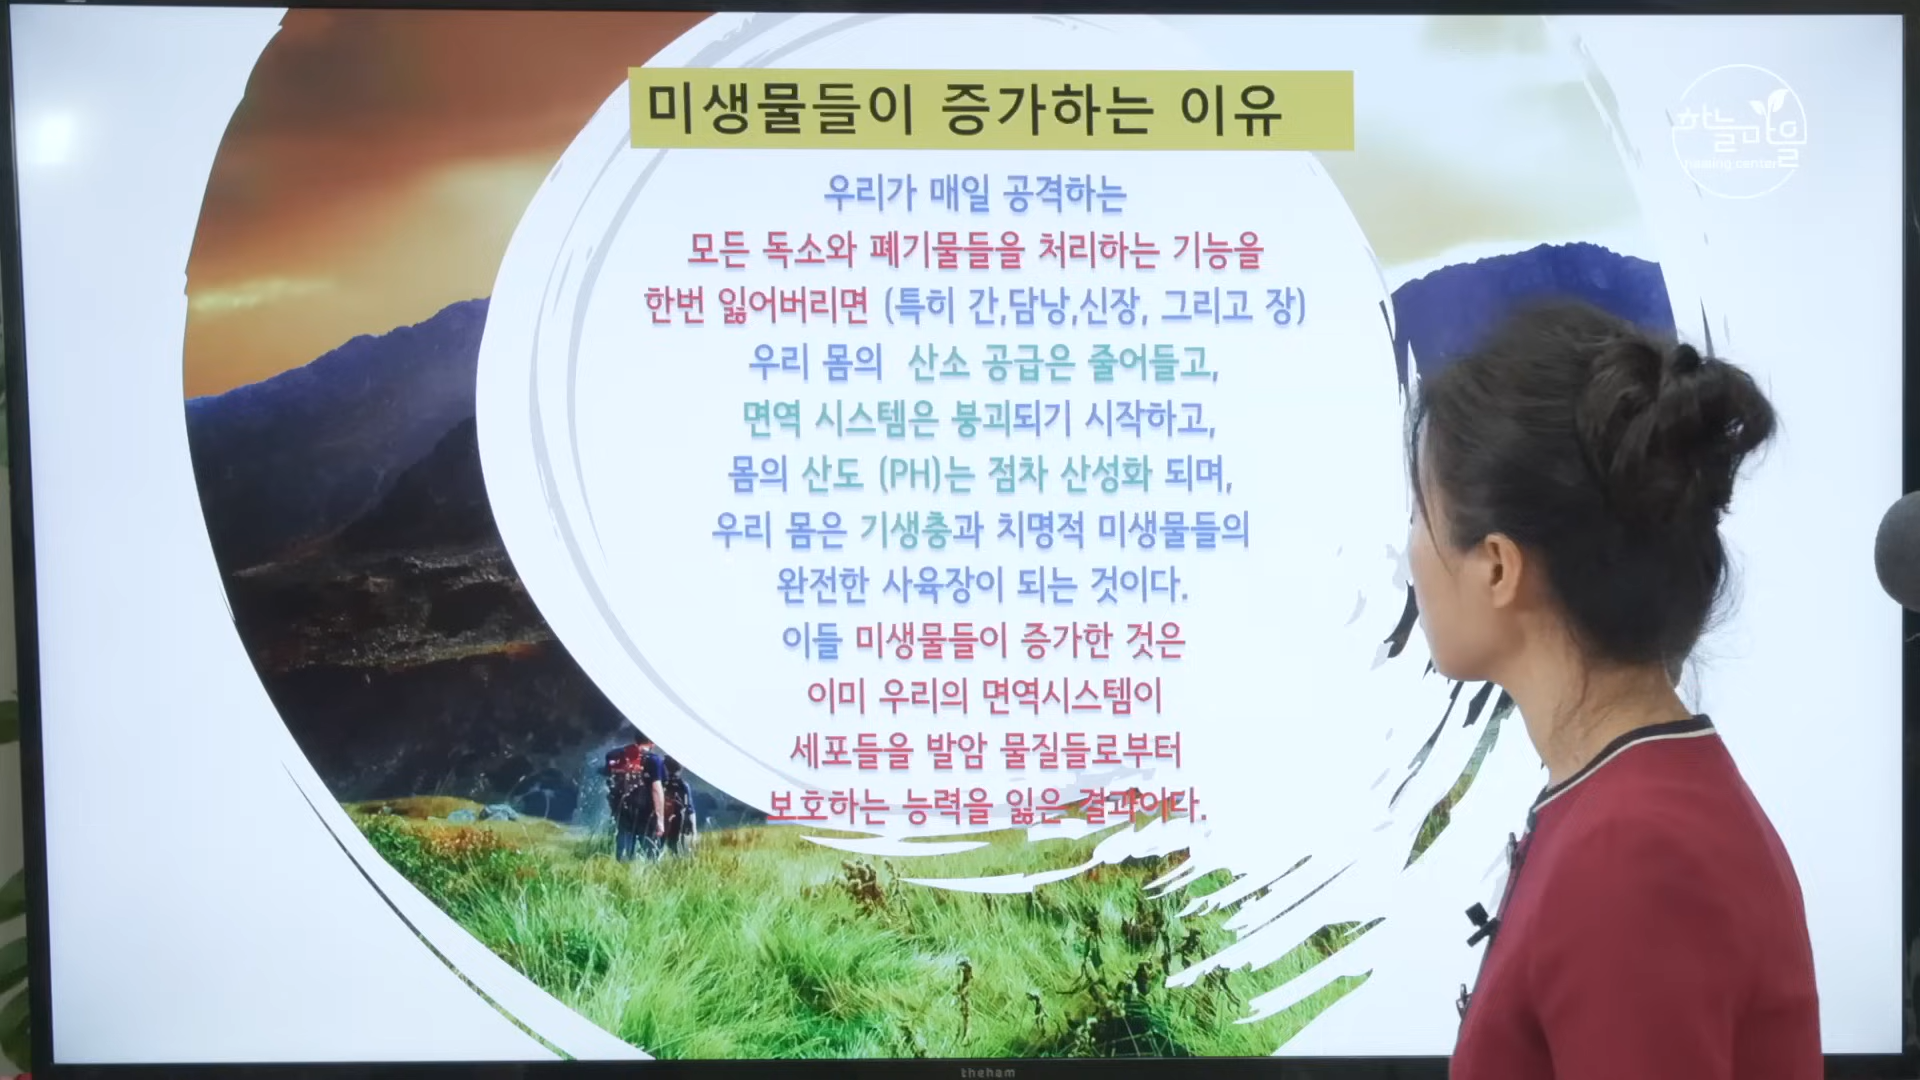 미생물들이 증가하는 이유
하늘마을
healing center
우리가 매일 공격하는
모든 독소와 폐기물들을 처리하는 기능을
한번 잃어버리면 (특히 간,담낭,신장, 그리고 장)
우리 몸의 산소 공급은 줄어들고,
면역 시스템은 붕괴되기 시작하고,
몸의 산도 (PH)는 점차 산성화 되며,
우리 몸은 기생충과 치명적 미생물들의
완전한 사육장이 되는 것이다.
이들 미생물들이 증가한 것은
이미 우리의 면역시스템이
세포들을 발암 물질들로부터
보호하는 능력을 잃은 결과이다.
theham